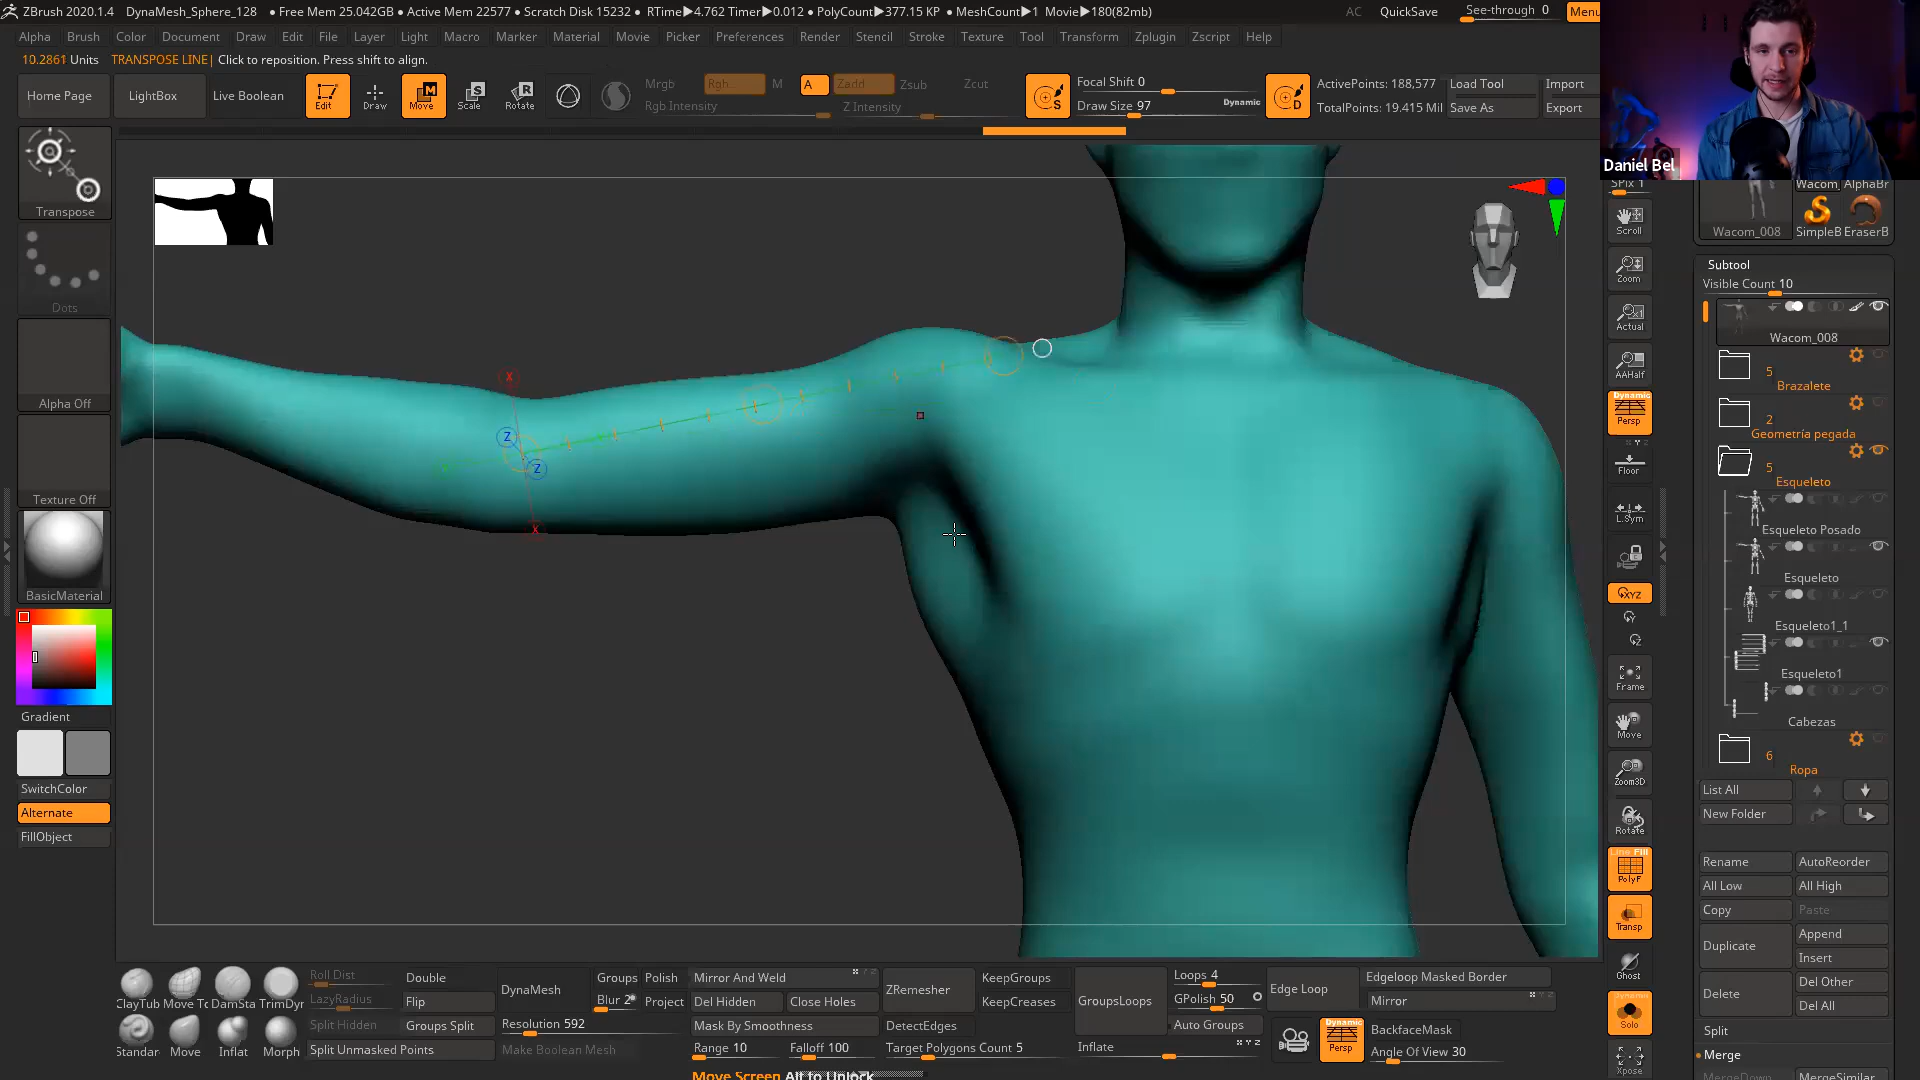 ZBrush 2020.1.4 DynaMesh_Sphere_128 ● Free Mem 25.042GB ● Active Mem 22577 ● Scratch Disk 15232 ● RTime▶4.762 Timer▶0.012 ● PolyCount▶377.15 KP ● MeshCount▶1 Movie▶180(82mb) AC QuickSave See-through 0 Menu
Alpha Brush Color Document Draw Edit File Layer Light Macro Marker Material Movie Picker Preferences Render Stencil Stroke Texture Tool Transform Zplugin Zscript Help
10.2861 Units TRANSPOSE LINE| Click to reposition. Press shift to align.
Home Page LightBox Live Boolean Edit Draw Move Scale Rotate
Mrgb Rgb M A Zadd Zsub Zcut
Rgb Intensity Z Intensity
Focal Shift 0
Draw Size 97 Dynamic
ActivePoints: 188,577 Load Tool Import
TotalPoints: 19.415 Mil Save As Export
Daniel Bel
Transpose
Dots
Alpha Off
Texture Off
BasicMaterial
Gradient
SwitchColor
Alternate
FillObject
X
Z
Z
X
SPix 1
Scroll
Zoom
Actual
AAHalf
Dynamic
Persp
Floor
L.Sym
XYZ
Frame
Move
Zoom3D
Rotate
Line Fill
PolyF
Transp
Ghost
Dynamic
Solo
Xpose
Wacom_ AlphaBr
Wacom_008 SimpleB EraserB
Subtool
Visible Count 10
Wacom_008
5
Brazalete
2
Geometría pegada
5
Esqueleto
Esqueleto Posado
Esqueleto
Esqueleto1_1
Esqueleto1
Cabezas
6
Ropa
List All
New Folder
Rename AutoReorder
All Low All High
Copy Paste
Duplicate Append
Insert
Delete Del Other
Del All
Split
Merge
MergeDown MergeSimilar
ClayTub Move To DamSta TrimDyn
Standar Move Inflat Morph
Roll Dist Double
LazyRadius Flip
Split Hidden Groups Split
Split Unmasked Points
DynaMesh Groups Polish
Blur 2 Project
Resolution 592
Make Boolean Mesh
Mirror And Weld
Del Hidden Close Holes
Mask By Smoothness
Range 10 Falloff 100
ZRemesher KeepGroups
KeepCreases
DetectEdges
Target Polygons Count 5
GroupsLoops Loops 4
GPolish 50
Auto Groups
Inflate
Edge Loop Edgeloop Masked Border
Mirror
Dynamic
Persp
BackfaceMask
Angle Of View 30
Move Screen Alt to Unlock